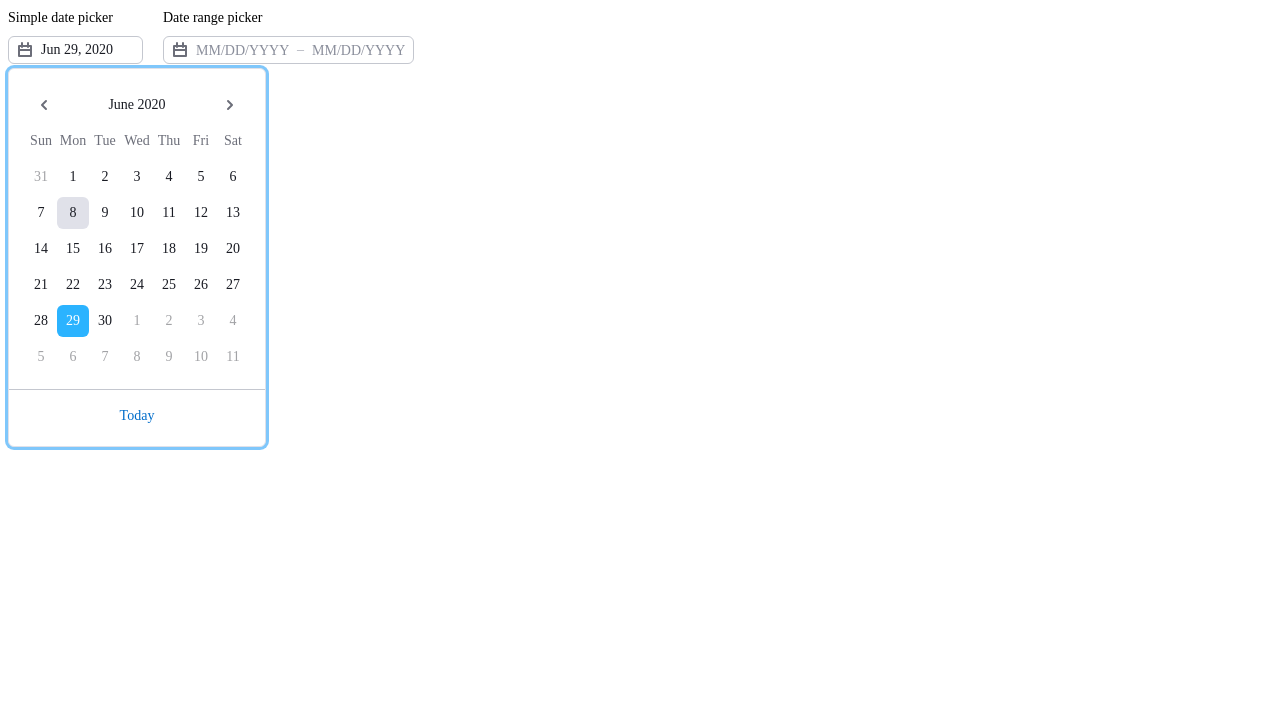 Simple date picker Date range picker
Jun 29, 2020 MM/DD/YYYY – MM/DD/YYYY
June 2020
Sun Mon Tue Wed Thu Fri Sat
31 1 2 3 4 5 6
7 8 9 10 11 12 13
14 15 16 17 18 19 20
21 22 23 24 25 26 27
28 29 30 1 2 3 4
5 6 7 8 9 10 11
Today